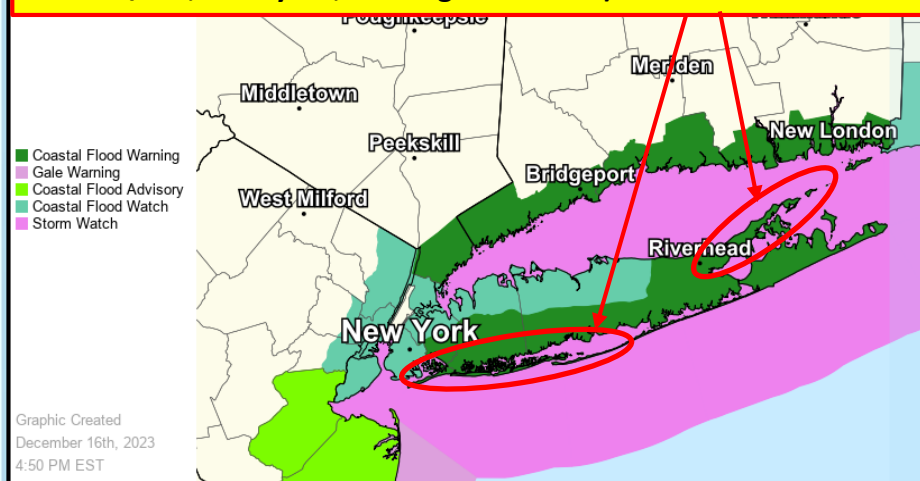 Poughkeepsie
Meriden
Middletown
New London
Peekskill
Bridgeport
West Milford
Riverhead
New York
Coastal Flood Warning
Gale Warning
Coastal Flood Advisory
Coastal Flood Watch
Storm Watch
Graphic Created
December 16th, 2023
4:50 PM EST